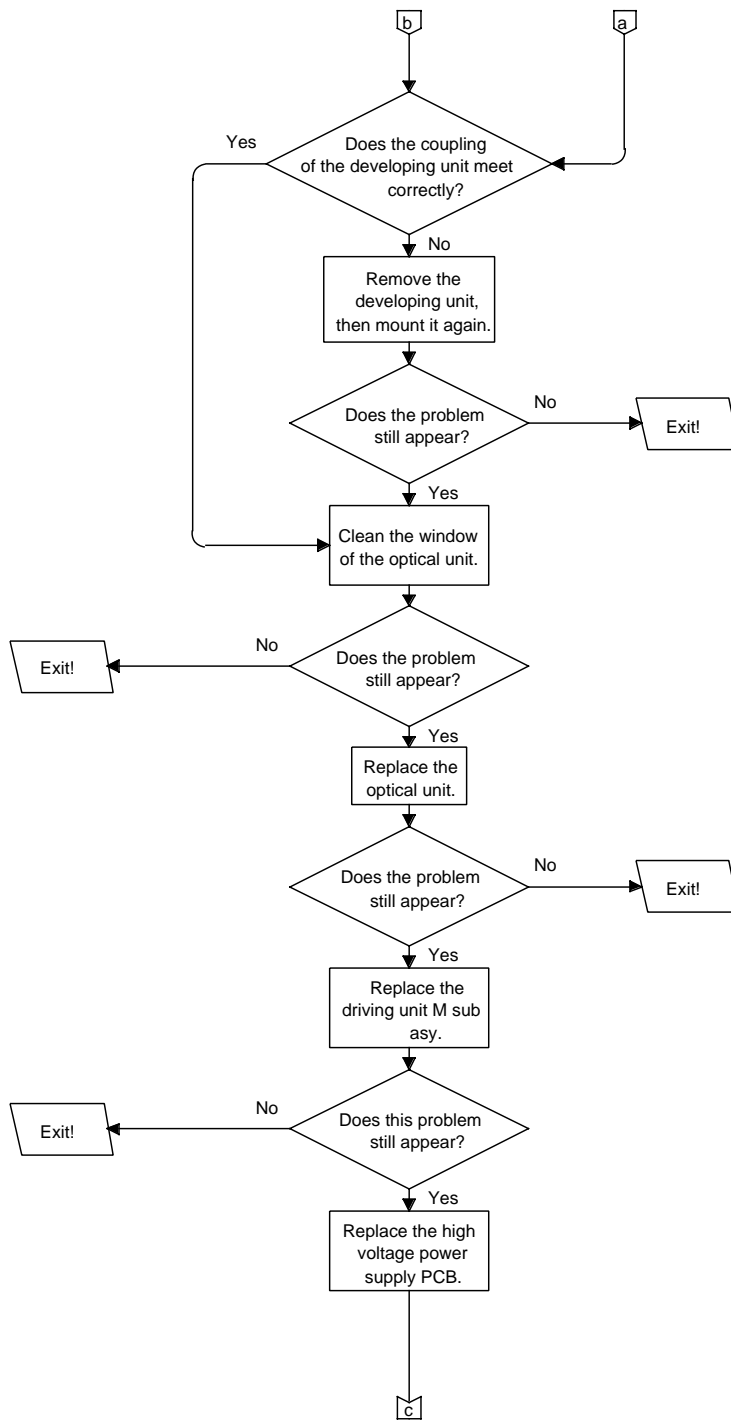 b
a
Yes
Does the coupling
of the developing unit meet
correctly?
No
Remove the
developing unit,
then mount it again.
Does the problem
still appear?
No
Exit!
Yes
Clean the window
of the optical unit.
No
Exit!
Does the problem
still appear?
Yes
Replace the
optical unit.
Does the problem
still appear?
No
Exit!
Yes
Replace the
driving unit M sub
asy.
No
Exit!
Does this problem
still appear?
Yes
Replace the high
voltage power
supply PCB.
c